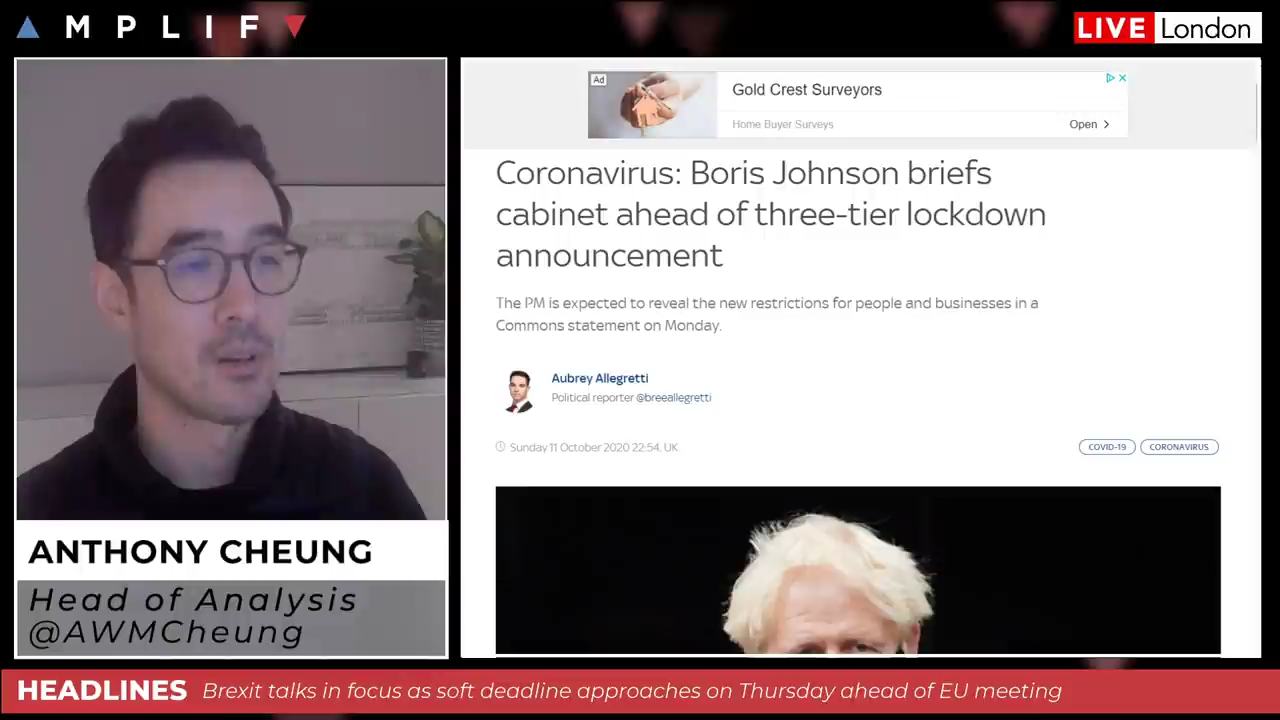 AMPLIFY
LIVE London
Ad
Gold Crest Surveyors
Home Buyer Surveys
Open
Coronavirus: Boris Johnson briefs
cabinet ahead of three-tier lockdown
announcement
The PM is expected to reveal the new restrictions for people and businesses in a
Commons statement on Monday.
Aubrey Allegretti
Political reporter @breeallegretti
Sunday 11 October 2020 22:54, UK
COVID-19 CORONAVIRUS
ANTHONY CHEUNG
Head of Analysis
@AWMCheung
HEADLINES Brexit talks in focus as soft deadline approaches on Thursday ahead of EU meeting